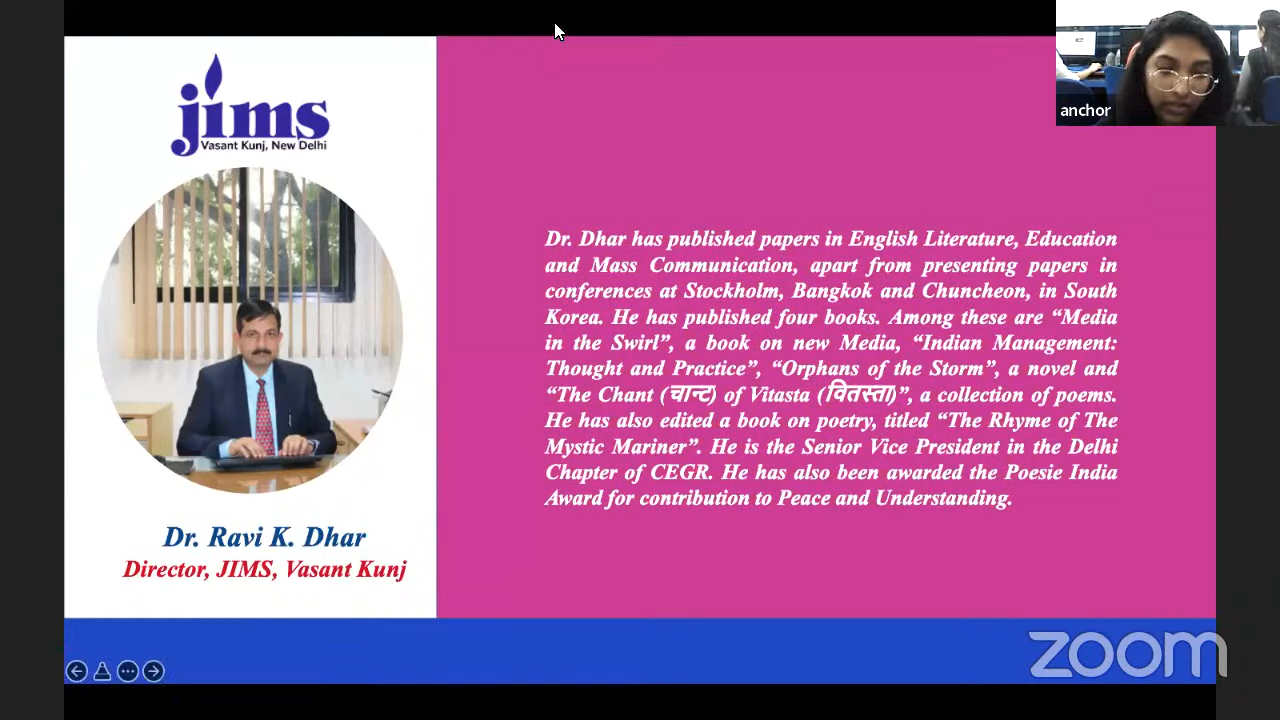 jims
Vasant Kunj, New Delhi
anchor
Dr. Dhar has published papers in English Literature, Education
and Mass Communication, apart from presenting papers in
conferences at Stockholm, Bangkok and Chuncheon, in South
Korea. He has published four books. Among these are “Media
in the Swirl”, a book on new Media, “Indian Management:
Thought and Practice”, “Orphans of the Storm”, a novel and
“The Chant (चान्ट) of Vitasta (वितस्ता)”, a collection of poems.
He has also edited a book on poetry, titled “The Rhyme of The
Mystic Mariner”. He is the Senior Vice President in the Delhi
Chapter of CEGR. He has also been awarded the Poesie India
Award for contribution to Peace and Understanding.
Dr. Ravi K. Dhar
Director, JIMS, Vasant Kunj
zoom